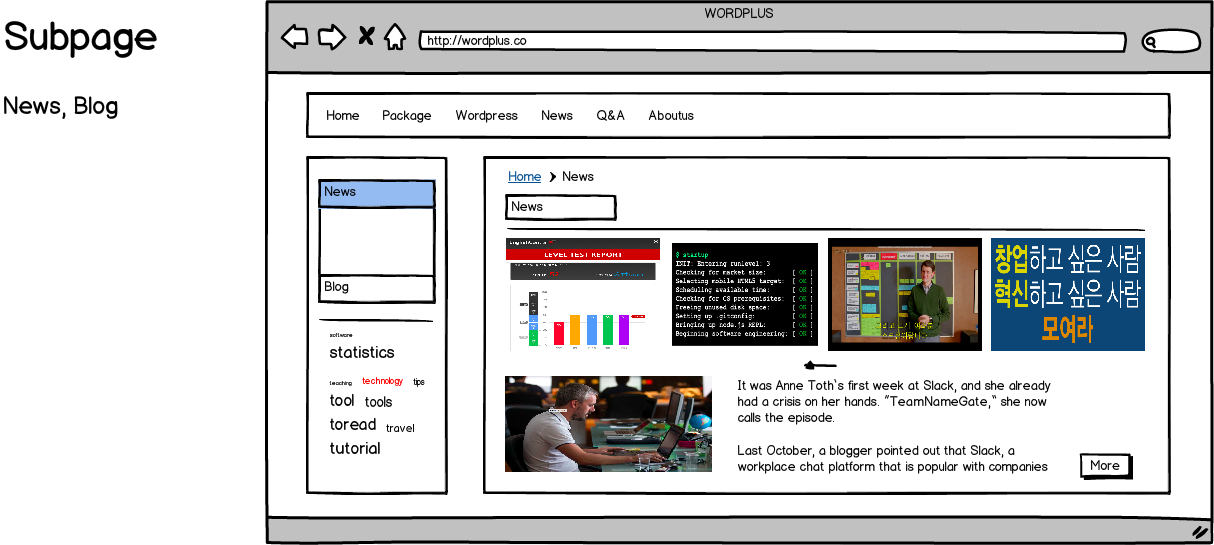 Subpage
News, Blog
WORDPLUS
http://wordplus.co
Home Package Wordpress News Q&A Aboutus
News
Blog
software
statistics
teaching technology tips
tool tools
toread travel
tutorial
Home News
News
LEVEL TEST REPORT
$ startup
INIT: Entering runlevel: 3
Checking for market size: [ OK ]
Selecting mobile HTML5 target: [ OK ]
Scheduling available time: [ OK ]
Checking for CS prerequisites: [ OK ]
Freeing unused disk space: [ OK ]
Setting up .gitconfig: [ OK ]
Bringing up node.js REPL: [ OK ]
Beginning software engineering: [ OK ]
창업하고 싶은 사람
혁신하고 싶은 사람
모여라
It was Anne Toth's first week at Slack, and she already
had a crisis on her hands. "TeamNameGate," she now
calls the episode.
Last October, a blogger pointed out that Slack, a
workplace chat platform that is popular with companies
More